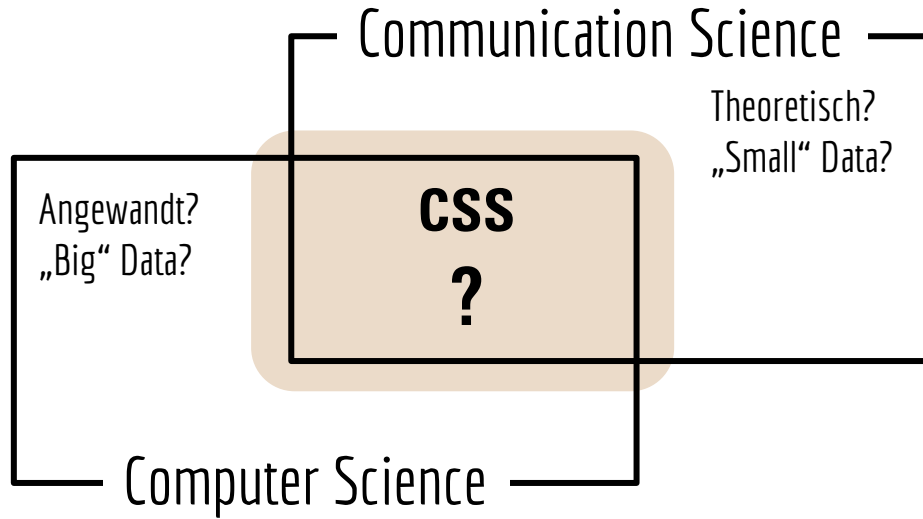 Communication Science
Theoretisch?
„Small“ Data?
Angewandt?
„Big“ Data?
CSS
?
Computer Science